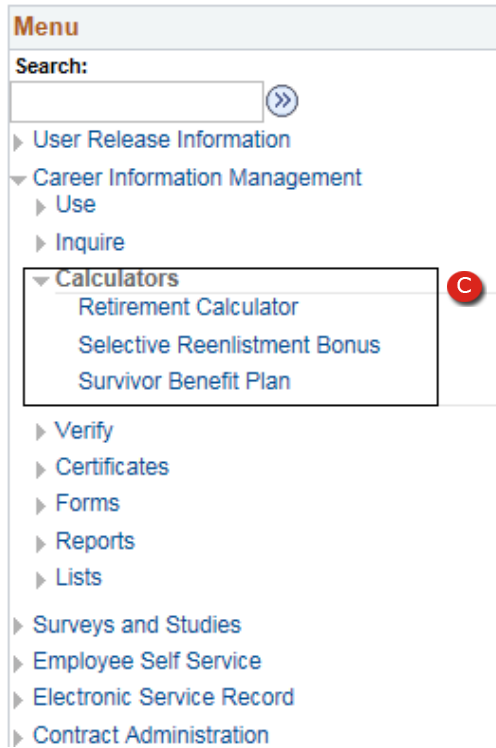 Menu
Search:
User Release Information
Career Information Management
Use
Inquire
Calculators
C
Retirement Calculator
Selective Reenlistment Bonus
Survivor Benefit Plan
Verify
Certificates
Forms
Reports
Lists
Surveys and Studies
Employee Self Service
Electronic Service Record
Contract Administration